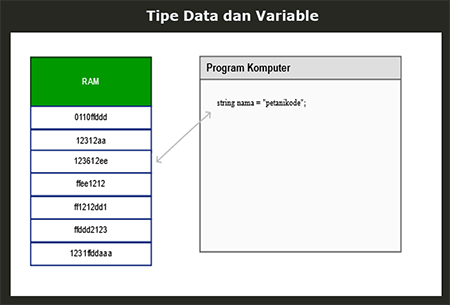 Tipe Data dan Variable
RAM
0110ffddd
12312aa
123612ee
ffee1212
ff1212dd1
ffddd2123
1231ffddaaa
Program Komputer
string nama = "petanikode";